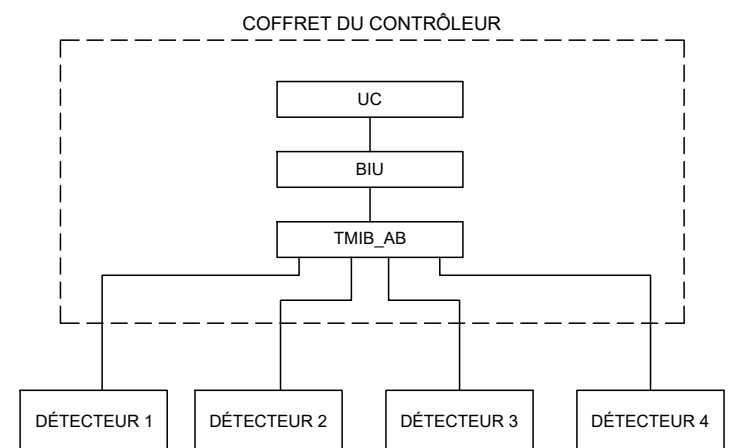 COFFRET DU CONTRÔLEUR
UC
BIU
TMIB_AB
DÉTECTEUR 1
DÉTECTEUR 2
DÉTECTEUR 3
DÉTECTEUR 4